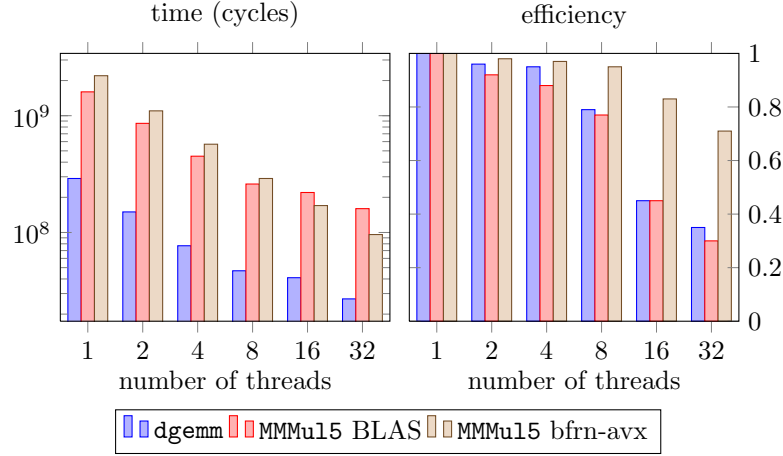 time (cycles)
efficiency
10^9
10^8
1 2 4 8 16 32
number of threads
1
0.8
0.6
0.4
0.2
0
1 2 4 8 16 32
number of threads
dgemm MMMul5 BLAS MMMul5 bfrn-avx